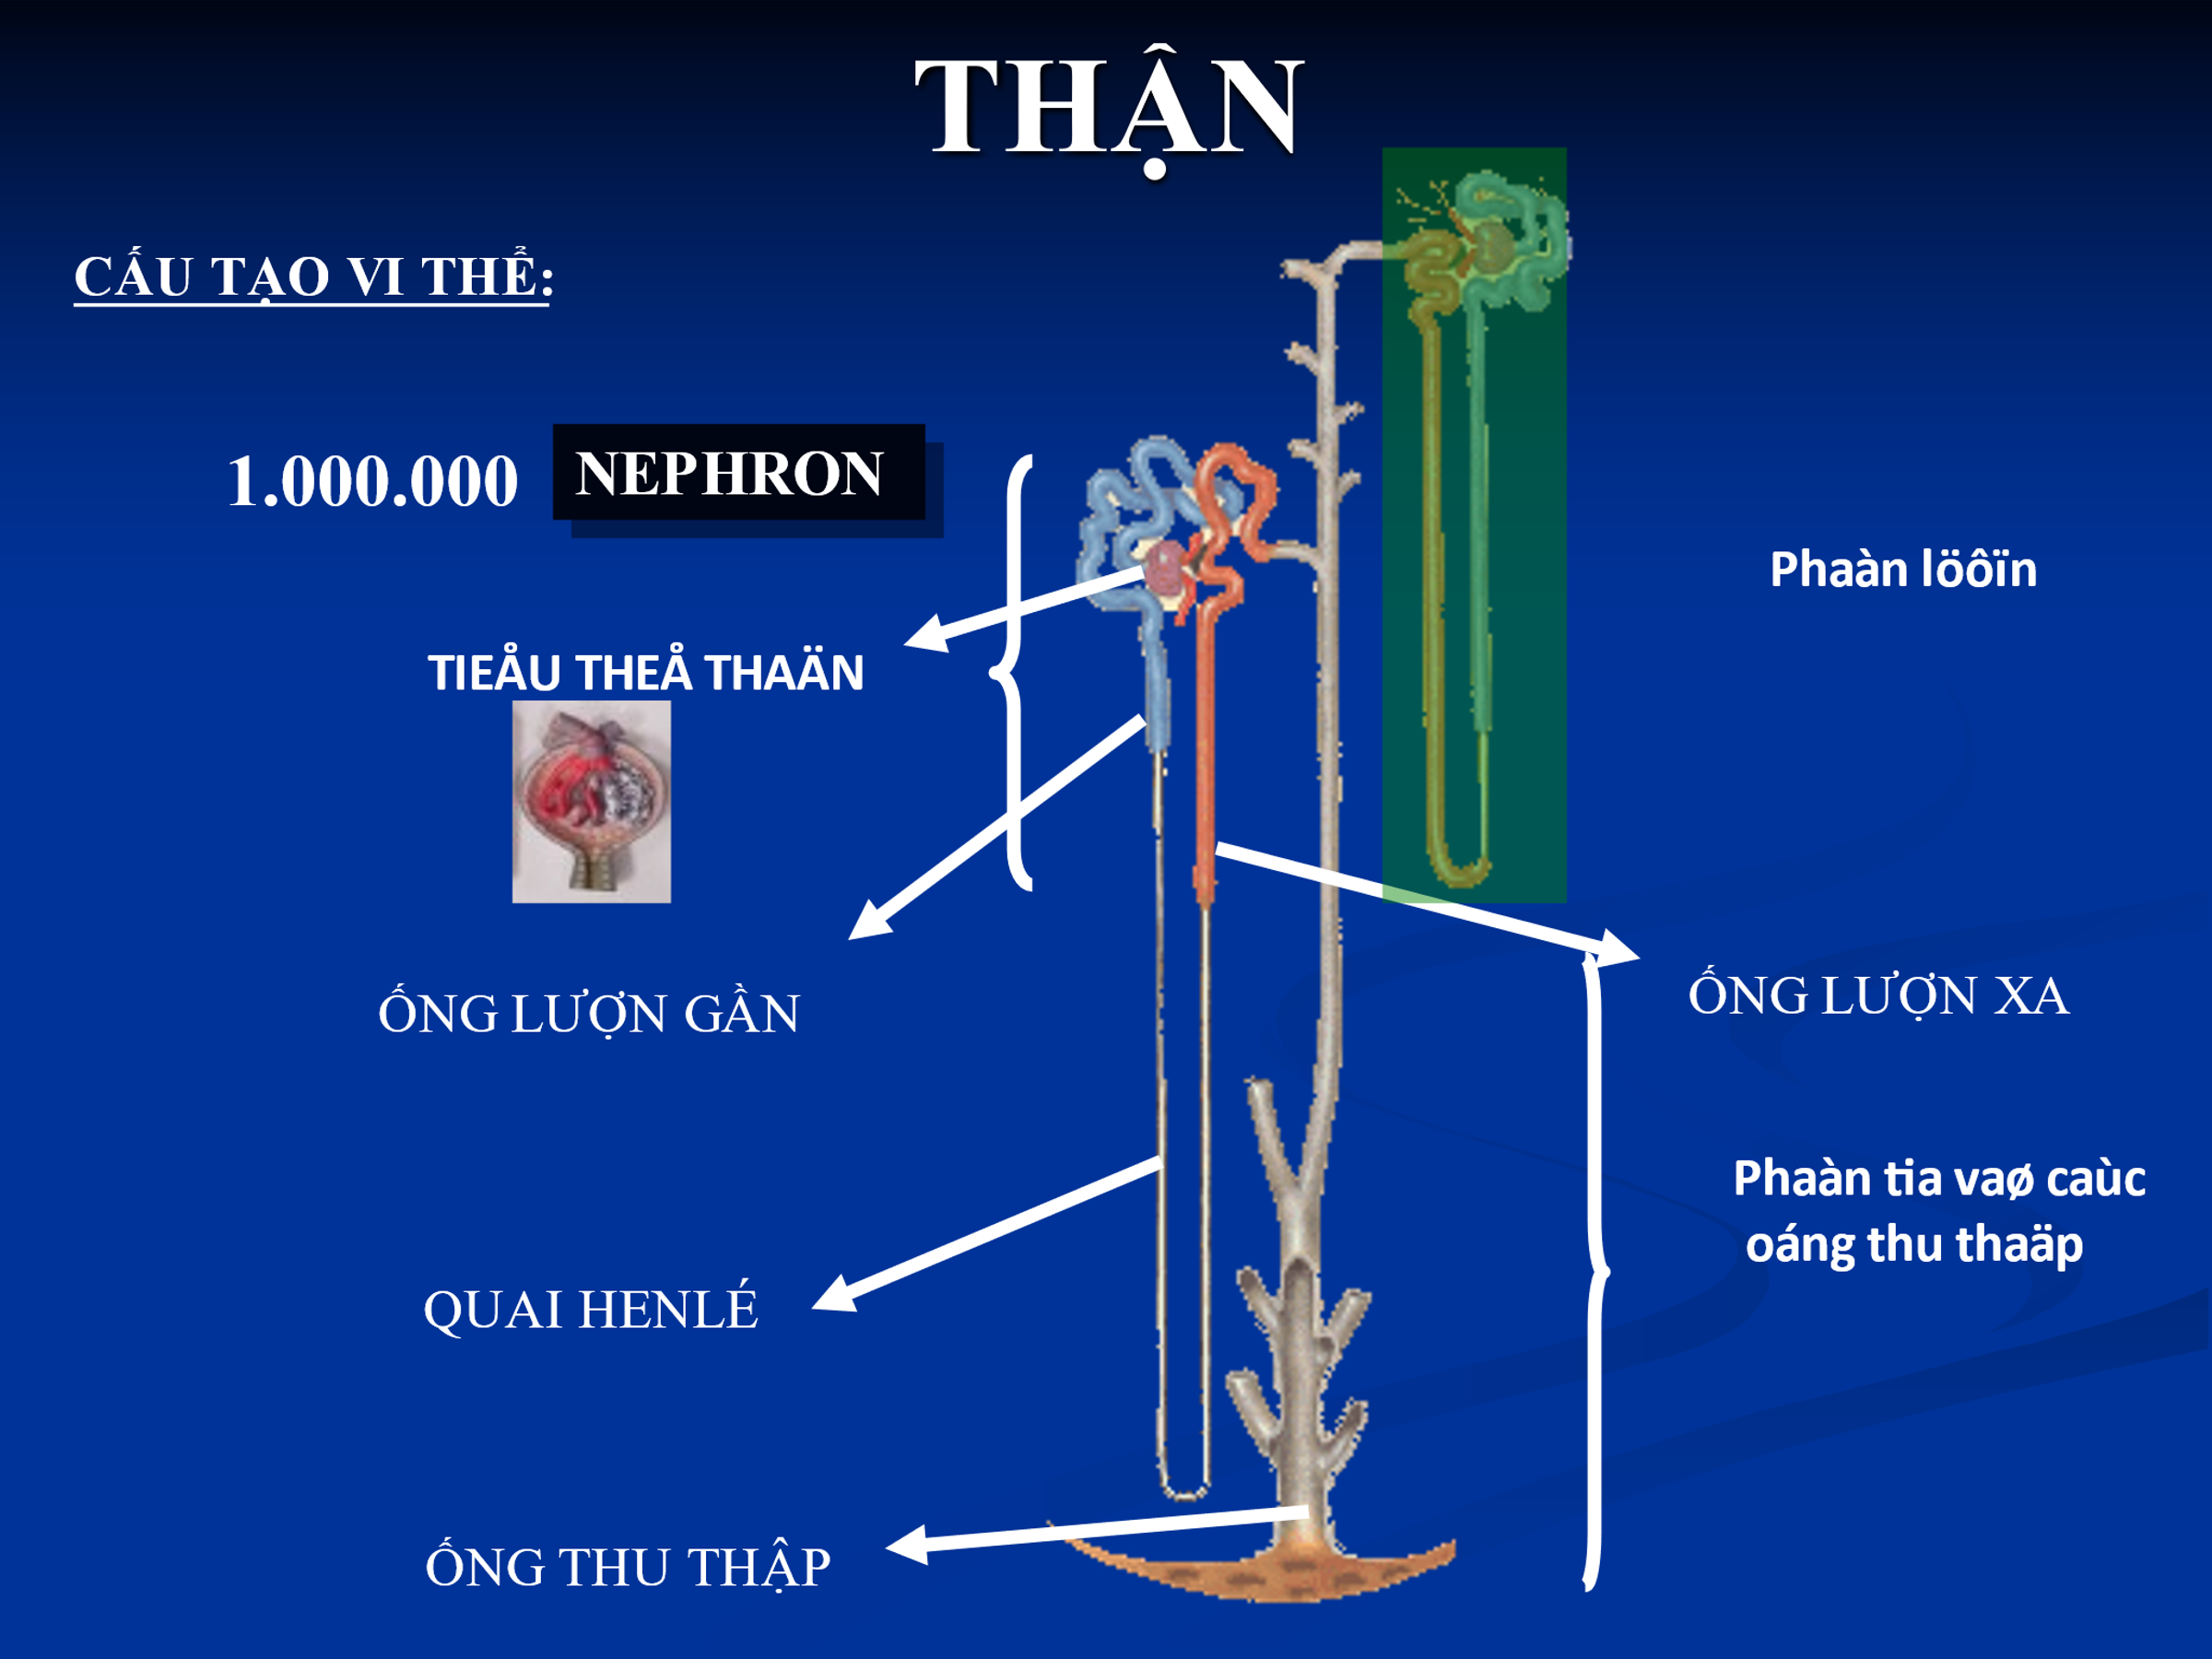 THẬN
CẤU TẠO VI THỂ:
1.000.000 NEPHRON
Phaàn löôïn
TIEÅU THEÅ THAÄN
ỐNG LƯỢN GẦN
ỐNG LƯỢN XA
Phaàn tia vaø caùc
oáng thu thaäp
QUAI HENLÉ
ỐNG THU THẬP